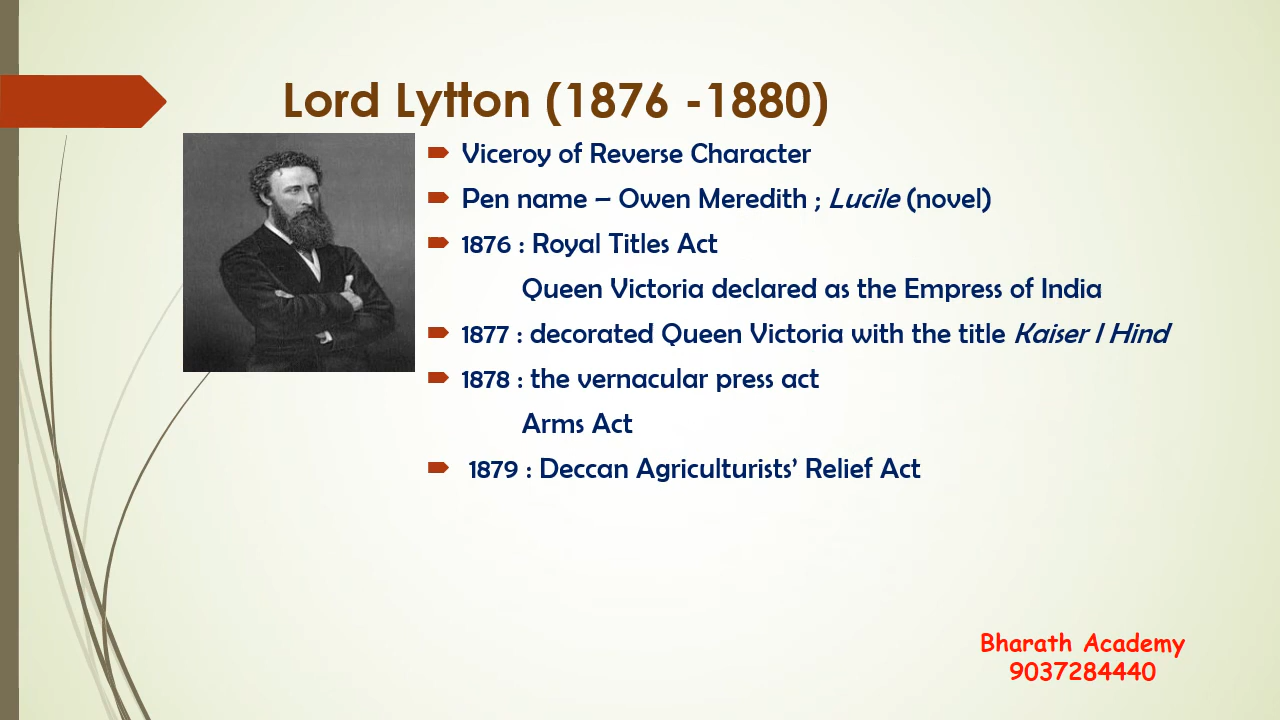 Lord Lytton (1876 -1880)
Viceroy of Reverse Character
Pen name – Owen Meredith ; Lucile (novel)
1876 : Royal Titles Act
Queen Victoria declared as the Empress of India
1877 : decorated Queen Victoria with the title Kaiser I Hind
1878 : the vernacular press act
Arms Act
1879 : Deccan Agriculturists’ Relief Act
Bharath Academy
9037284440